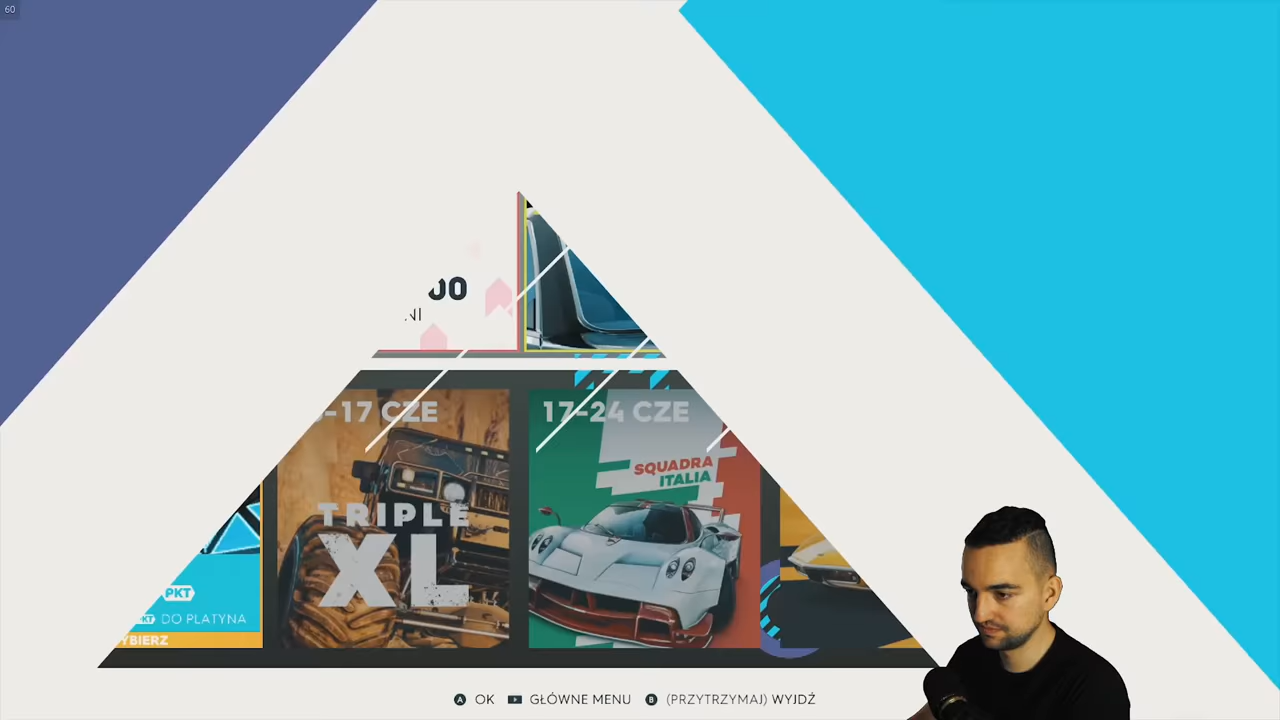 60
00
NI
-17 CZE
17-24 CZE
SQUADRA
ITALIA
TRIPLE
XL
PKT
DO PLATYNA
YBIERZ
OK
GŁÓWNE MENU
(PRZYTRZYMAJ) WYJDŹ